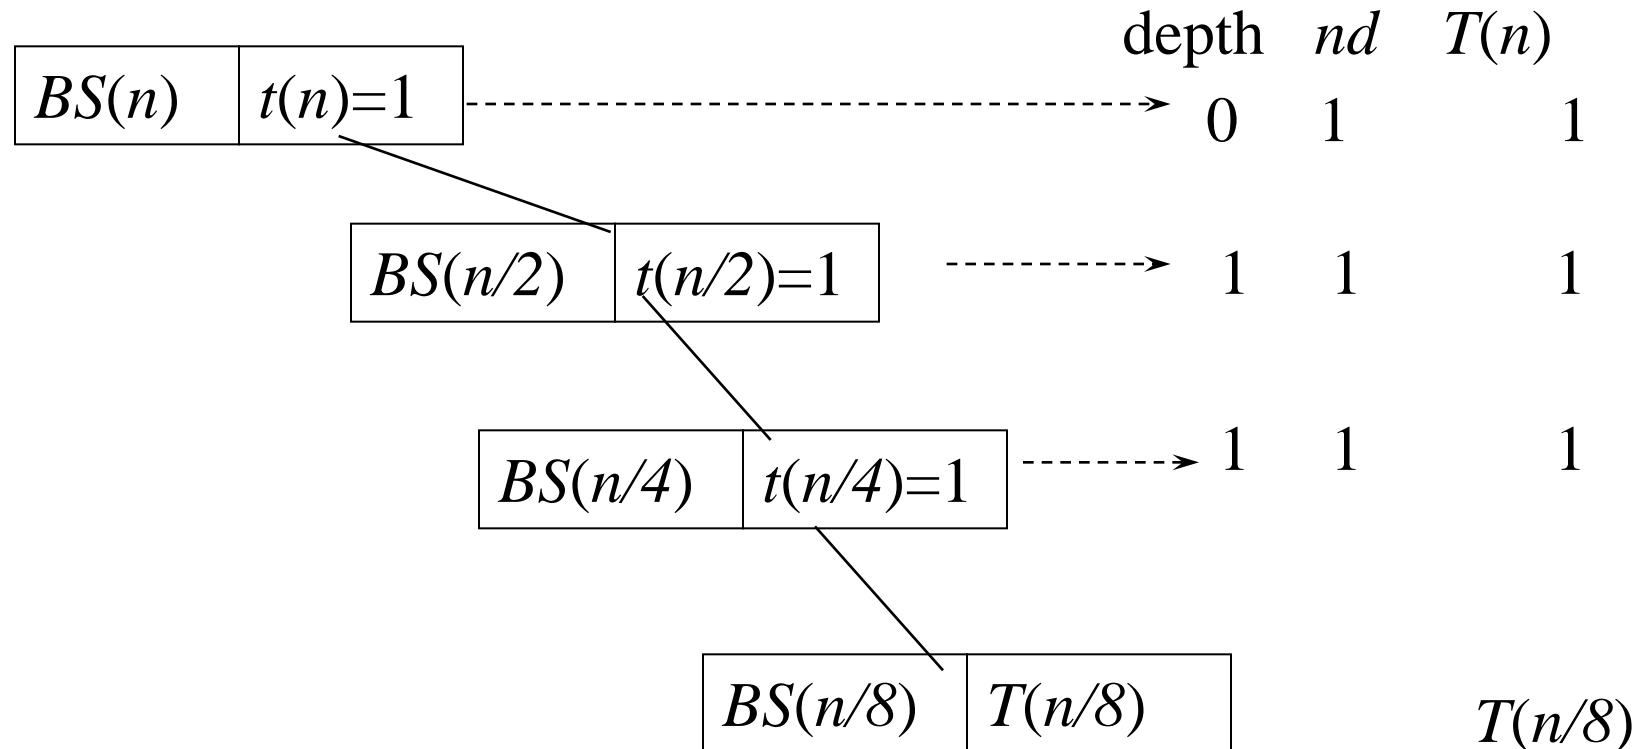 depth nd T(n)
BS(n) t(n)=1 0 1 1
BS(n/2) t(n/2)=1 1 1 1
BS(n/4) t(n/4)=1 1 1 1
BS(n/8) T(n/8) T(n/8)